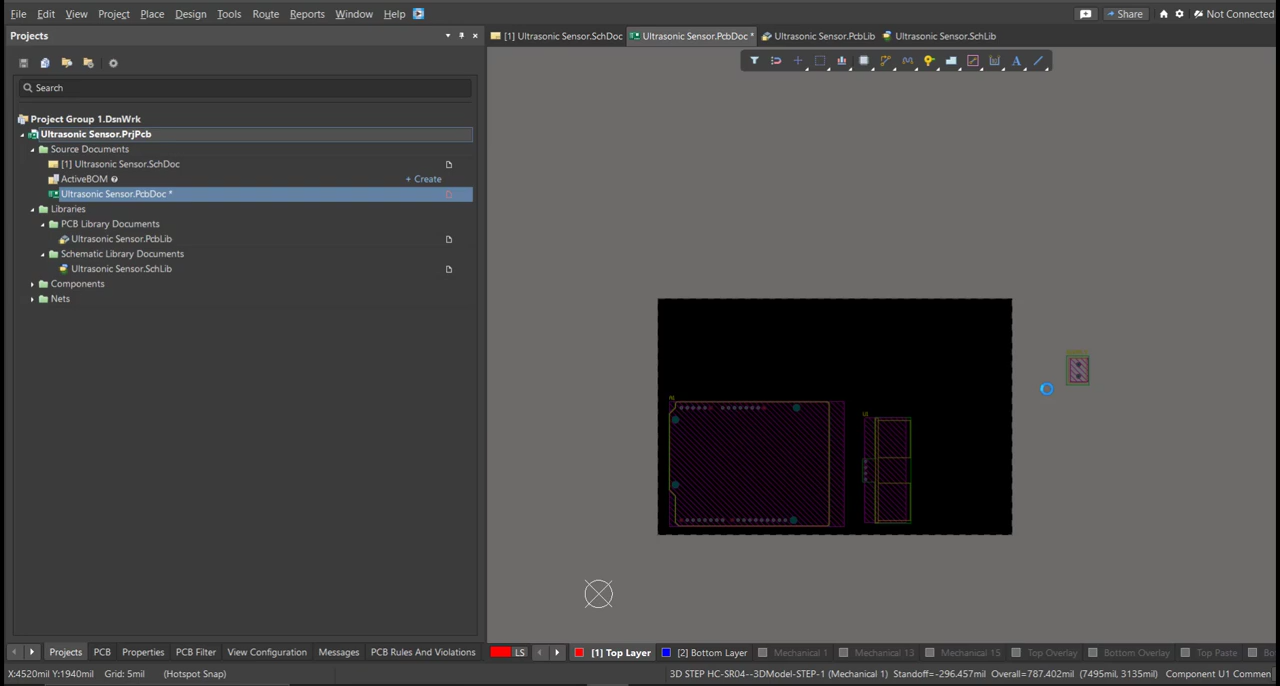 File Edit View Project Place Design Tools Route Reports Window Help Share Not Connected
Projects
[1] Ultrasonic Sensor.SchDoc Ultrasonic Sensor.PcbDoc * Ultrasonic Sensor.PcbLib Ultrasonic Sensor.SchLib
Search
Project Group 1.DsnWrk
Ultrasonic Sensor.PrjPcb
Source Documents
[1] Ultrasonic Sensor.SchDoc
ActiveBOM + Create
Ultrasonic Sensor.PcbDoc *
Libraries
PCB Library Documents
Ultrasonic Sensor.PcbLib
Schematic Library Documents
Ultrasonic Sensor.SchLib
Components
Nets
Projects PCB Properties PCB Filter View Configuration Messages PCB Rules And Violations
LS [1] Top Layer [2] Bottom Layer Mechanical 1 Mechanical 13 Mechanical 15 Top Overlay Bottom Overlay Top Paste Bo
X:4520mil Y:1940mil Grid: 5mil (Hotspot Snap)
3D STEP HC-SR04--3DModel-STEP-1 (Mechanical 1) Standoff=-296.457mil Overall=787.402mil (7495mil, 3135mil) Component U1 Commen